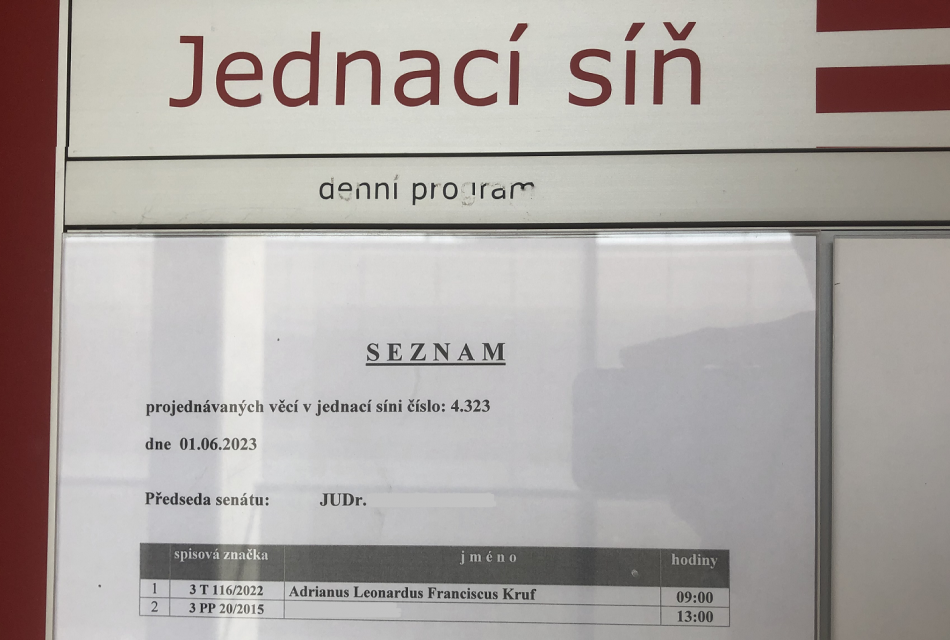 Jednací síň
denní program
SEZNAM
projednávaných věcí v jednací síni číslo: 4.323
dne 01.06.2023
Předseda senátu: JUDr.
spisová značka jméno hodiny
1 3 T 116/2022 Adrianus Leonardus Franciscus Kruf 09:00
2 3 PP 20/2015 13:00